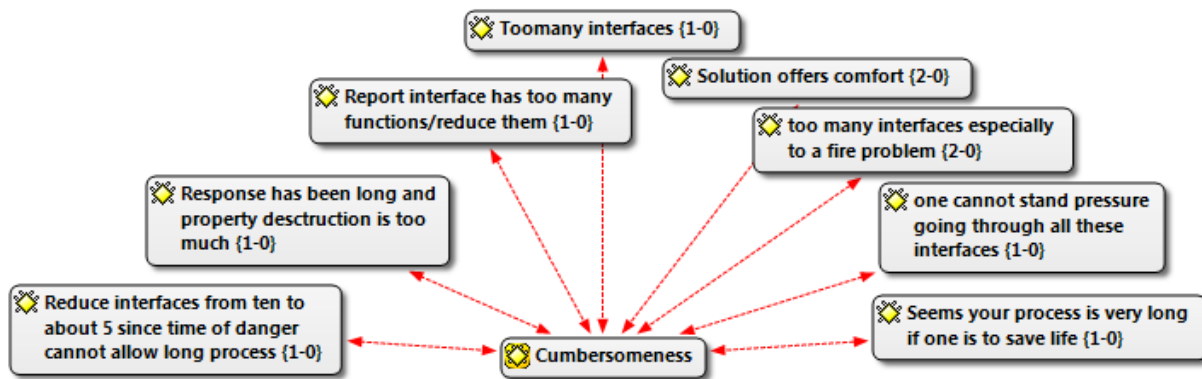 Toomany interfaces {1-0}
Solution offers comfort {2-0}
Report interface has too many
functions/reduce them {1-0}
too many interfaces especially
to a fire problem {2-0}
Response has been long and
property desctruction is too
much {1-0}
one cannot stand pressure
going through all these
interfaces {1-0}
Reduce interfaces from ten to
about 5 since time of danger
cannot allow long process {1-0}
Seems your process is very long
if one is to save life {1-0}
Cumbersomeness